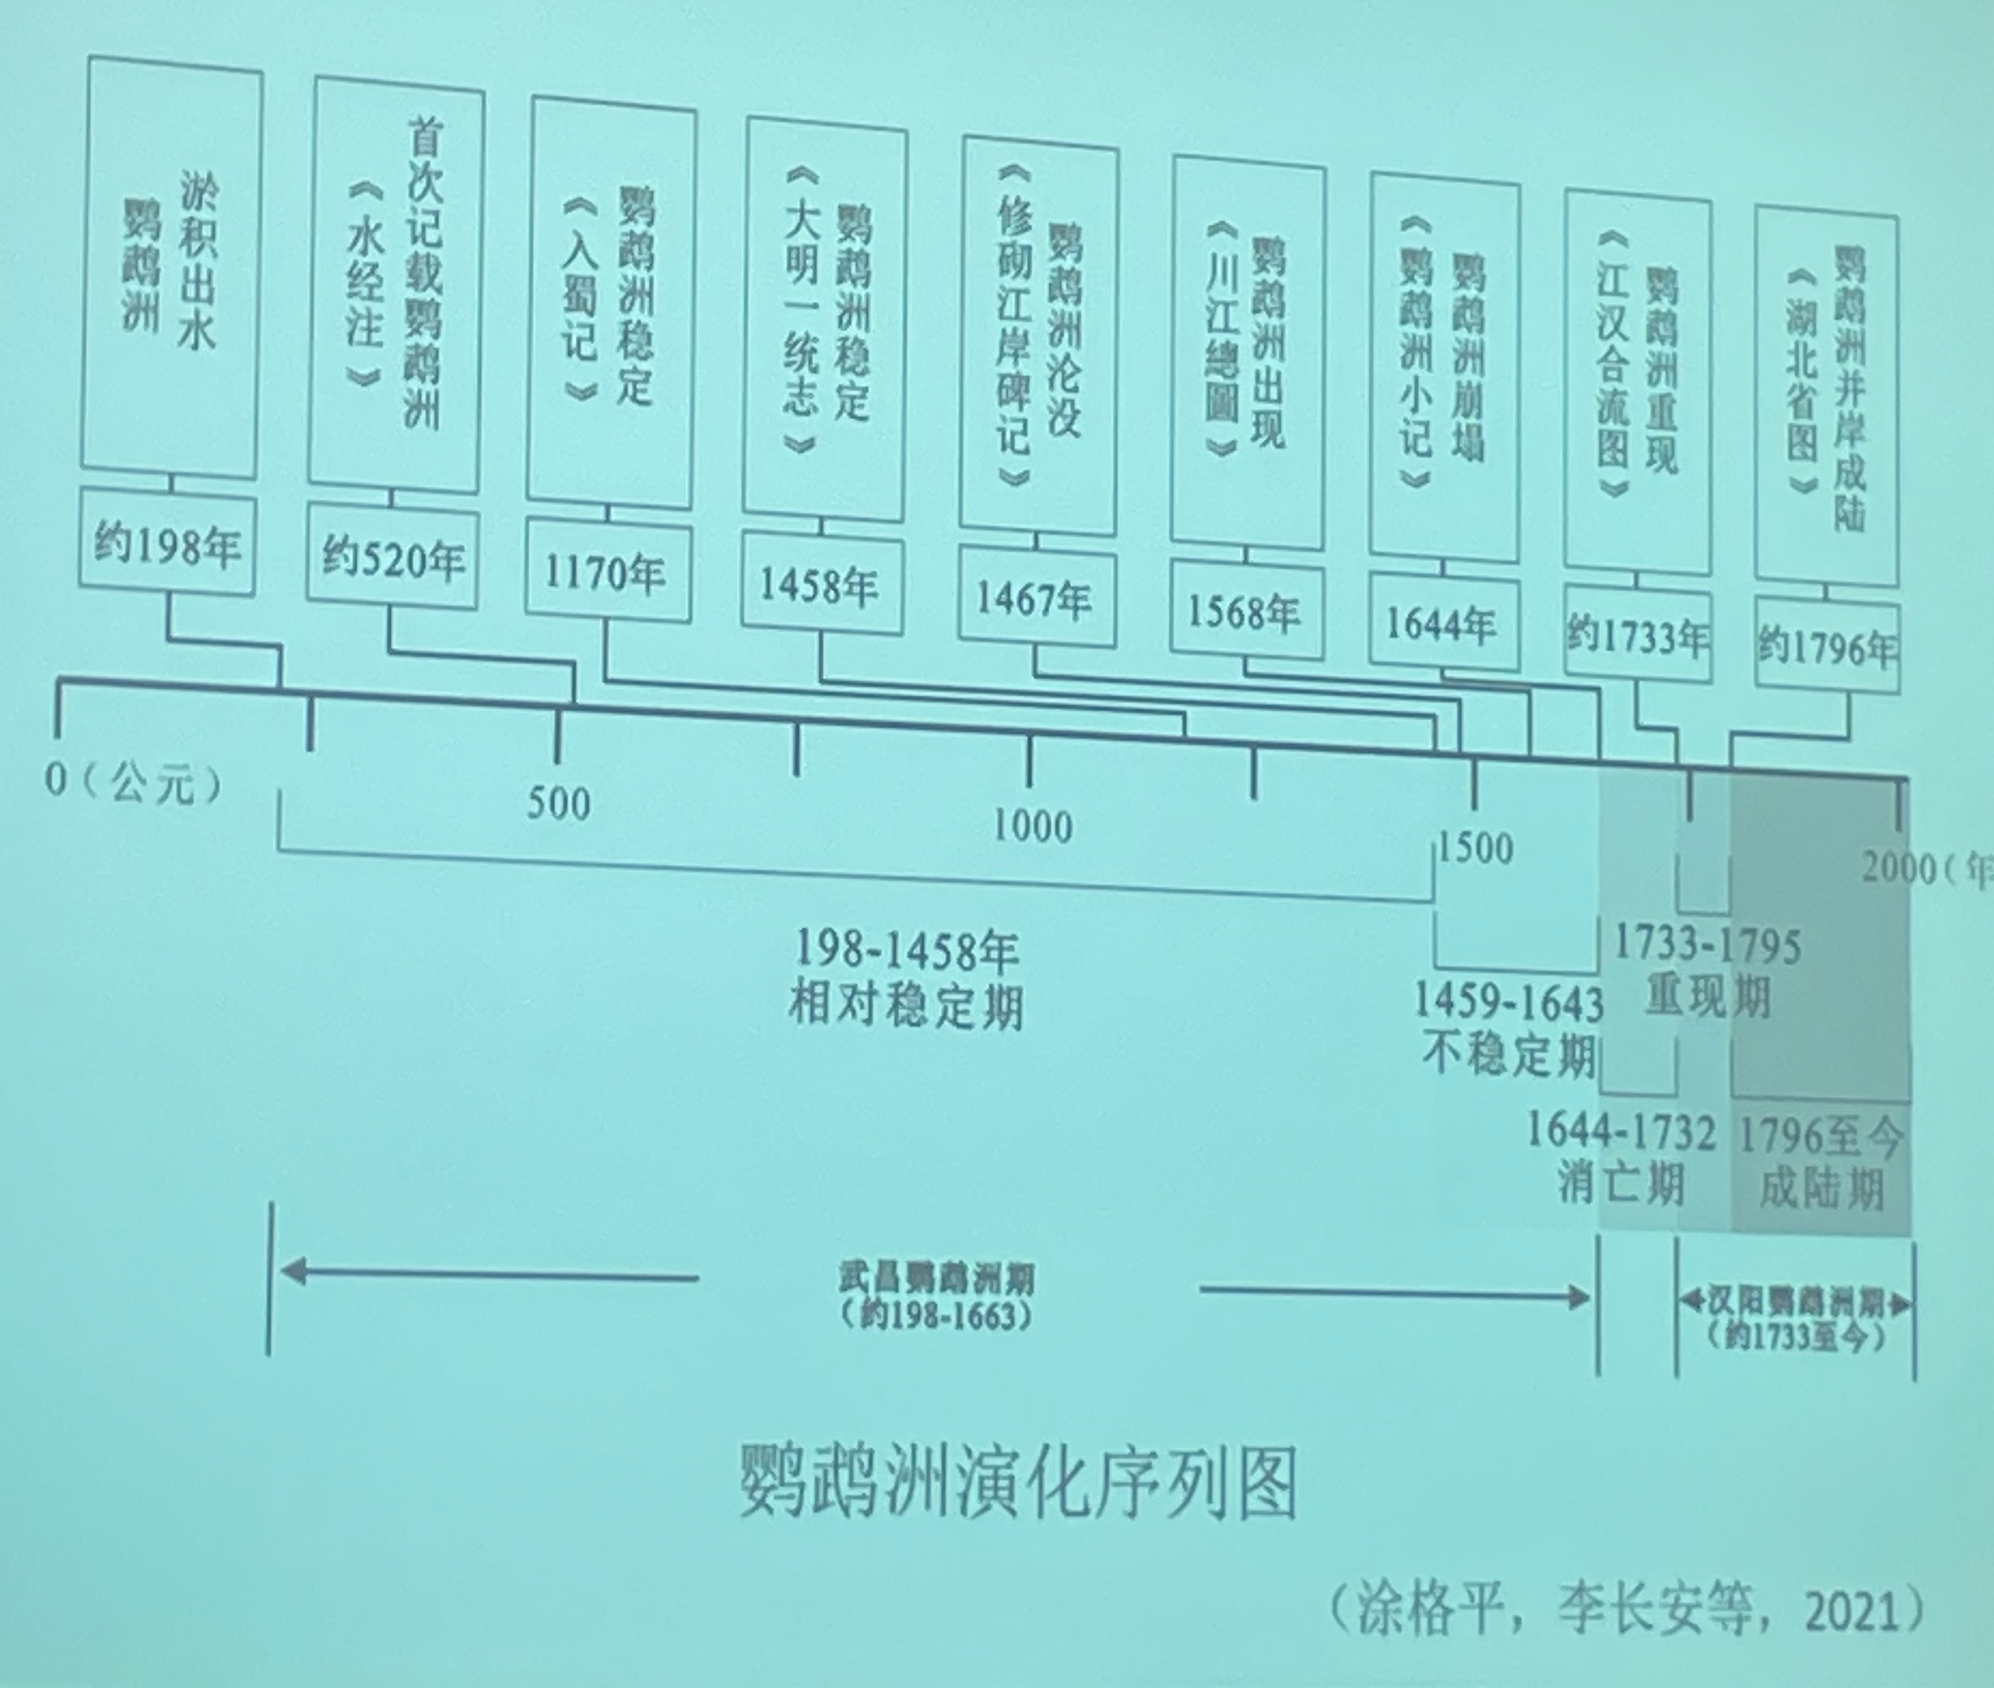 淤积出水
鹦鹉洲
首次记载鹦鹉洲
《水经注》
鹦鹉洲稳定
《入蜀记》
鹦鹉洲稳定
《大明一统志》
鹦鹉洲沦没
《修砌江岸碑记》
鹦鹉洲出现
《川江總圖》
鹦鹉洲崩塌
《鹦鹉洲小记》
鹦鹉洲重现
《江汉合流图》
鹦鹉洲并岸成陆
《湖北省图》
约198年
约520年
1170年
1458年
1467年
1568年
1644年
约1733年
约1796年
0（公元）
500
1000
1500
2000（年
198-1458年
相对稳定期
1459-1643
不稳定期
1733-1795
重现期
1644-1732
消亡期
1796至今
成陆期
武昌鹦鹉洲期
（约198-1663）
汉阳鹦鹉洲期
（约1733至今）
鹦鹉洲演化序列图
（涂格平，李长安等，2021）